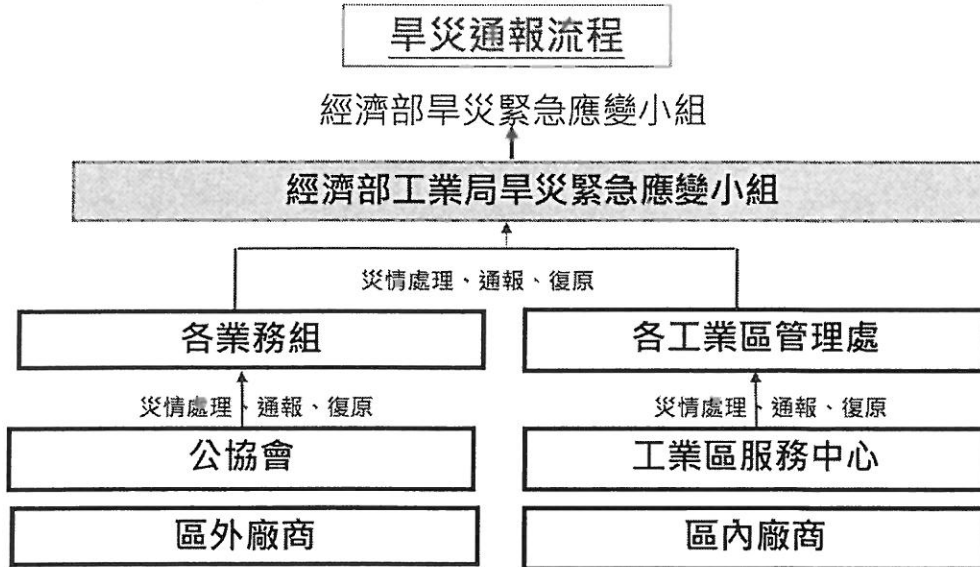 旱災通報流程
經濟部旱災緊急應變小組
經濟部工業局旱災緊急應變小組
災情處理、通報、復原
各業務組
各工業區管理處
災情處理、通報、復原
災情處理、通報、復原
公協會
工業區服務中心
區外廠商
區內廠商